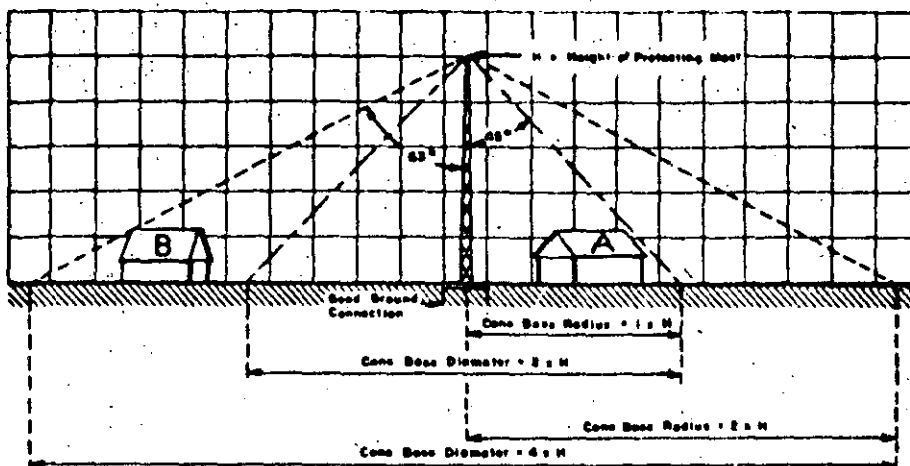 H = Height of Protecting Mast
45°
63°
B
A
Good Ground
Connection
Cone Base Radius = 1 x H
Cone Base Diameter = 2 x H
Cone Base Radius = 2 x H
Cone Base Diameter = 4 x H